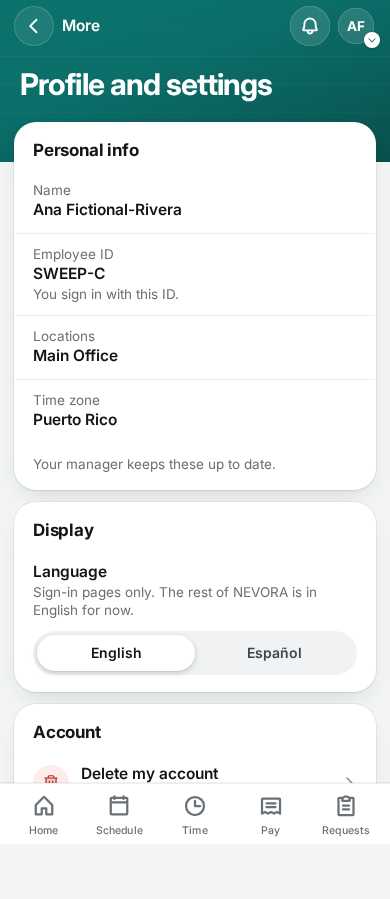 More
AF
Profile and settings
Personal info
Name
Ana Fictional-Rivera
Employee ID
SWEEP-C
You sign in with this ID.
Locations
Main Office
Time zone
Puerto Rico
Your manager keeps these up to date.
Display
Language
Sign-in pages only. The rest of NEVORA is in
English for now.
English
Español
Account
Delete my account
Home
Schedule
Time
Pay
Requests